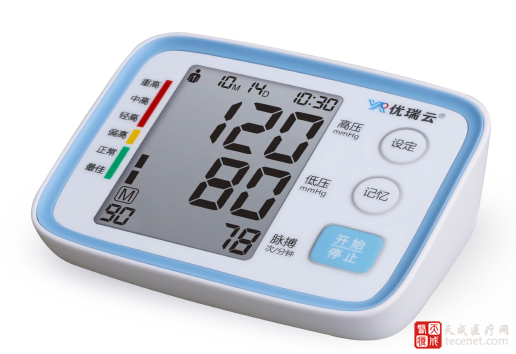 10M 14D 10:30
重高
中高
轻高
偏高
正常
最佳
120
80
M
90
78
YR优瑞云®
高压
mmHg
低压
mmHg
脉搏
次/分钟
设定
记忆
开始
停止
天成医疗网
tecenet.com